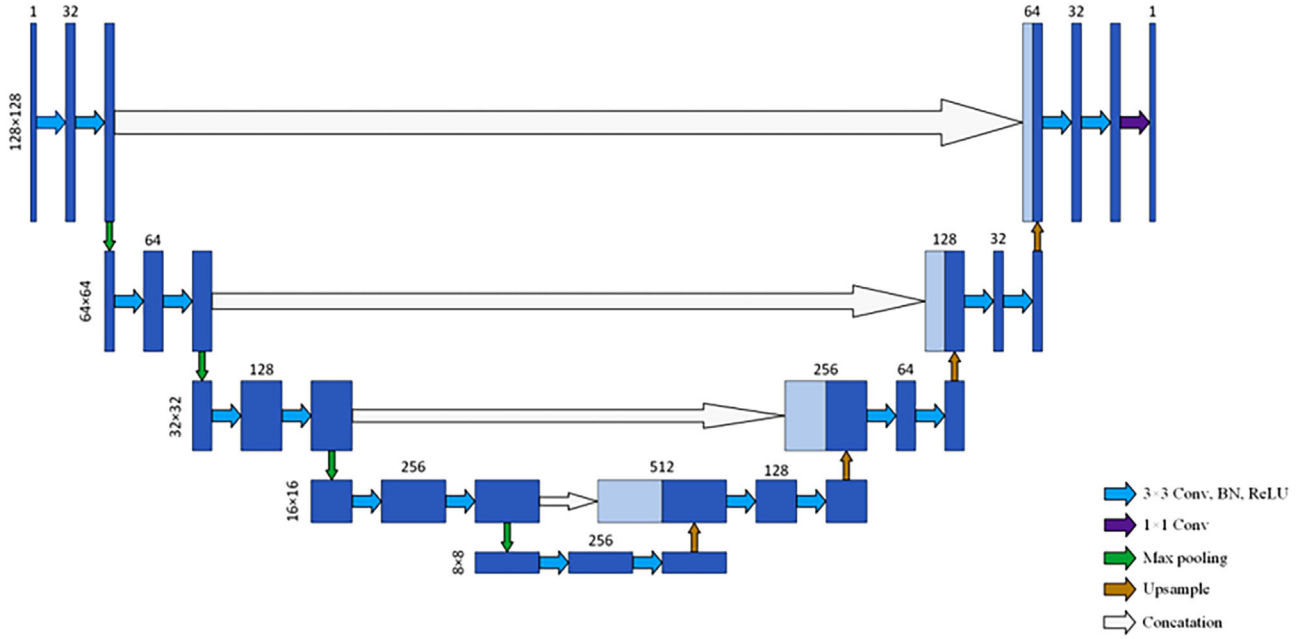 1 32 64 32 1
128×128
64 128 32
64×64
128 256 64
32×32
256 512 128
16×16
256
8×8
3×3 Conv, BN, ReLU
1×1 Conv
Max pooling
Upsample
Concatation